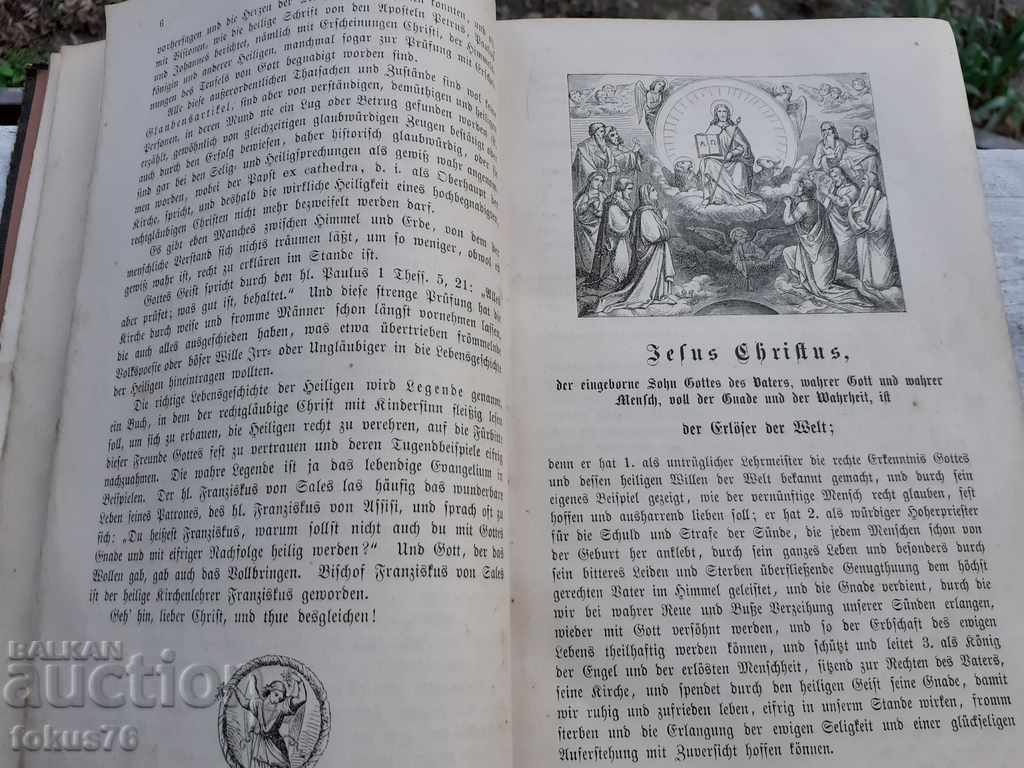 6
vorhersagen und die Herzen der
mit Visionen, wie die heilige Schrift von den Aposteln Petrus, Paulus
und Johannes berichtet, nämlich mit Erscheinungen Christi, der Himmels
königin und anderer Heiligen, manchmal sogar zur Prüfung mit Erschei
nungen des Teufels von Gott begnadigt worden sind.
Alle diese außerordentlichen Thatsachen und Zustände sind wol keine
Glaubensartikel, sind aber von verständigen, demüthigen und heiligen
Personen, in deren Mund nie ein Lug oder Betrug gefunden worden ist,
erzählt, gewöhnlich von gleichzeitigen glaubwürdigen Zeugen bestätigt oder
auch durch den Erfolg bewiesen, daher historisch glaubwürdig, oder
sind gar bei den Selig- und Heiligsprechungen als gewiß wahr angenom
men worden, wobei der Papst ex cathedra, d. i. als Oberhaupt der
Kirche, spricht, und deshalb die wirkliche Heiligkeit eines hochbegnadigten
rechtgläubigen Christen nicht mehr bezweifelt werden darf.
Es gibt eben Manches zwischen Himmel und Erde, von dem der
menschliche Verstand sich nichts träumen läßt, um so weniger, obwol es
gewiß wahr ist, recht zu erklären im Stande ist.
Gottes Geist spricht durch den hl. Paulus 1 Thess. 5, 21: „Alles
aber prüfet; was gut ist, behaltet.“ Und diese strenge Prüfung hat die
Kirche durch weise und fromme Männer schon längst vornehmen lassen,
die auch alles ausgeschieden haben, was etwa übertrieben frömmelnde
Volkspoesie oder böser Wille Irr- oder Ungläubiger in die Lebensgeschichte
der Heiligen hineintragen wollten.
Die richtige Lebensgeschichte der Heiligen wird Legende genannt,
ein Buch, in dem der rechtgläubige Christ mit Kindersinn fleißig lesen
soll, um sich zu erbauen, die Heiligen recht zu verehren, auf die Fürbitte
dieser Freunde Gottes fest zu vertrauen und deren Tugendbeispiele eifrig
nachzuahmen. Die wahre Legende ist ja das lebendige Evangelium in
Beispielen. Der hl. Franziskus von Sales las häufig das wunderbare
Leben seines Patrones, des hl. Franziskus von Assisi, und sprach oft zu
sich: „Du heißest Franziskus, warum sollst nicht auch du mit Gottes
Gnade und mit eifriger Nachfolge heilig werden?“ Und Gott, der das
Wollen gab, gab auch das Vollbringen. Bischof Franziskus von Sales
ist der heilige Kirchenlehrer Franziskus geworden.
Geh' hin, lieber Christ, und thue desgleichen!
Jesus Christus,
der eingeborne Sohn Gottes des Vaters, wahrer Gott und wahrer
Mensch, voll der Gnade und der Wahrheit, ist
der Erlöser der Welt;
denn er hat 1. als untrüglicher Lehrmeister die rechte Erkenntnis Gottes
und dessen heiligen Willen der Welt bekannt gemacht, und durch sein
eigenes Beispiel gezeigt, wie der vernünftige Mensch recht glauben, fest
hoffen und ausharrend lieben soll; er hat 2. als würdiger Hoherpriester
für die Schuld und Strafe der Sünde, die jedem Menschen schon von
der Geburt her anklebt, durch sein ganzes Leben und besonders durch
sein bitteres Leiden und Sterben überfließende Genugthuung dem höchst
gerechten Vater im Himmel geleistet, und die Gnade verdient, durch die
wir bei wahrer Reue und Buße Verzeihung unserer Sünden erlangen,
wieder mit Gott versöhnt werden, und so der Erbschaft des ewigen
Lebens theilhaftig werden können, und schützt und leitet 3. als König
der Engel und der erlösten Menschheit, sitzend zur Rechten des Vaters,
seine Kirche, und spendet durch den heiligen Geist seine Gnade, damit
wir ruhig und zufrieden leben, eifrig in unserm Stande wirken, fromm
sterben und die Erlangung der ewigen Seligkeit und einer glückseligen
Auferstehung mit Zuversicht hoffen können.
BALKAN
auction
fokus76